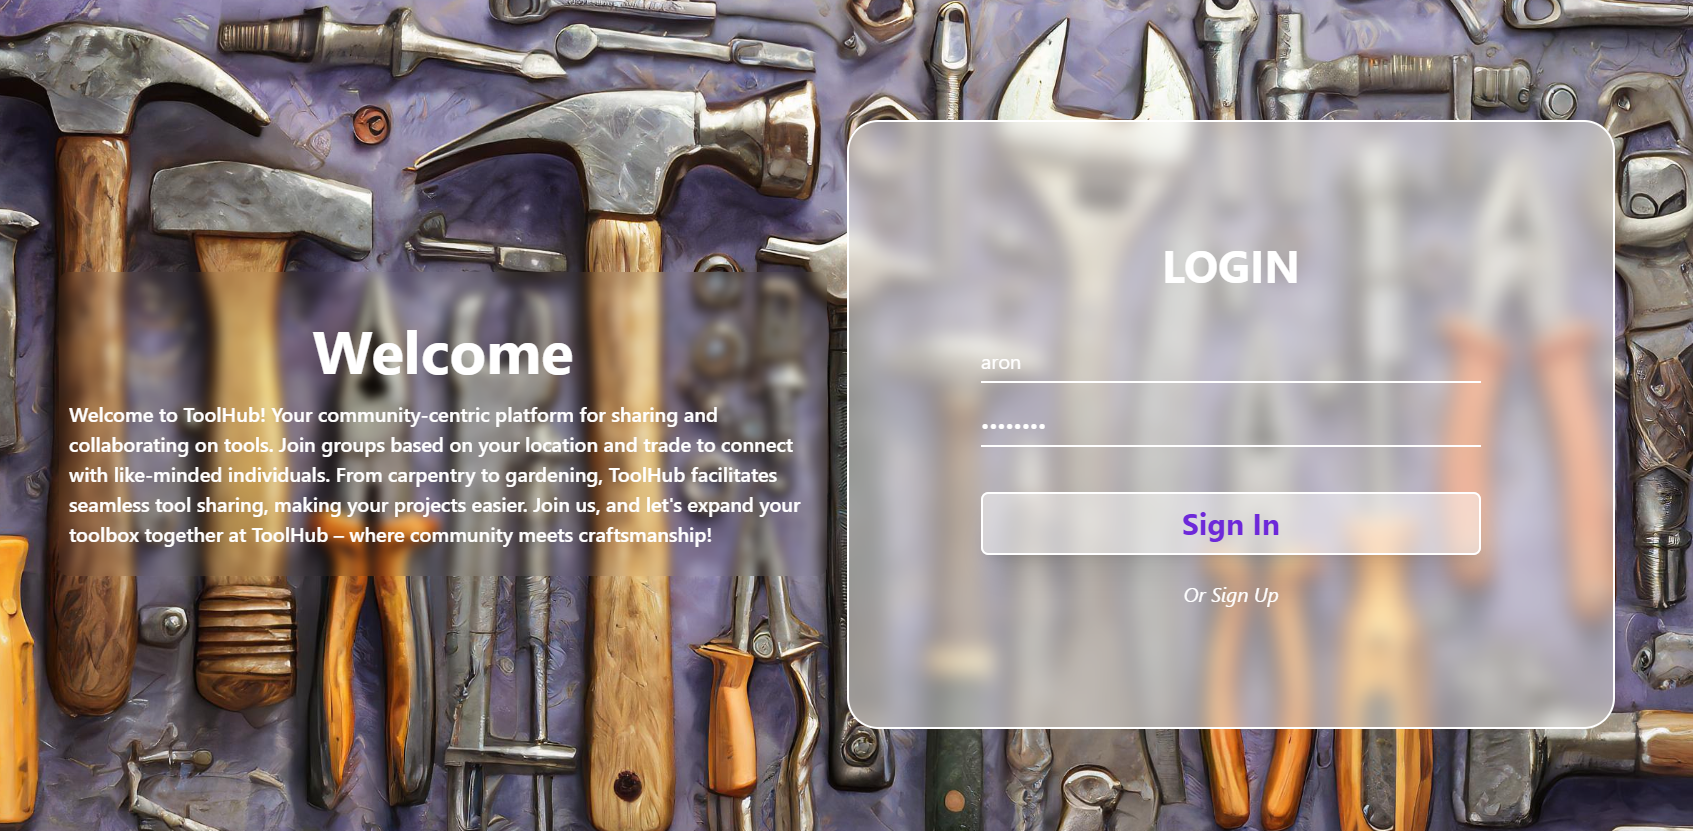 Welcome
Welcome to ToolHub! Your community-centric platform for sharing and
collaborating on tools. Join groups based on your location and trade to connect
with like-minded individuals. From carpentry to gardening, ToolHub facilitates
seamless tool sharing, making your projects easier. Join us, and let's expand your
toolbox together at ToolHub – where community meets craftsmanship!
LOGIN
aron
••••••••
Sign In
Or Sign Up